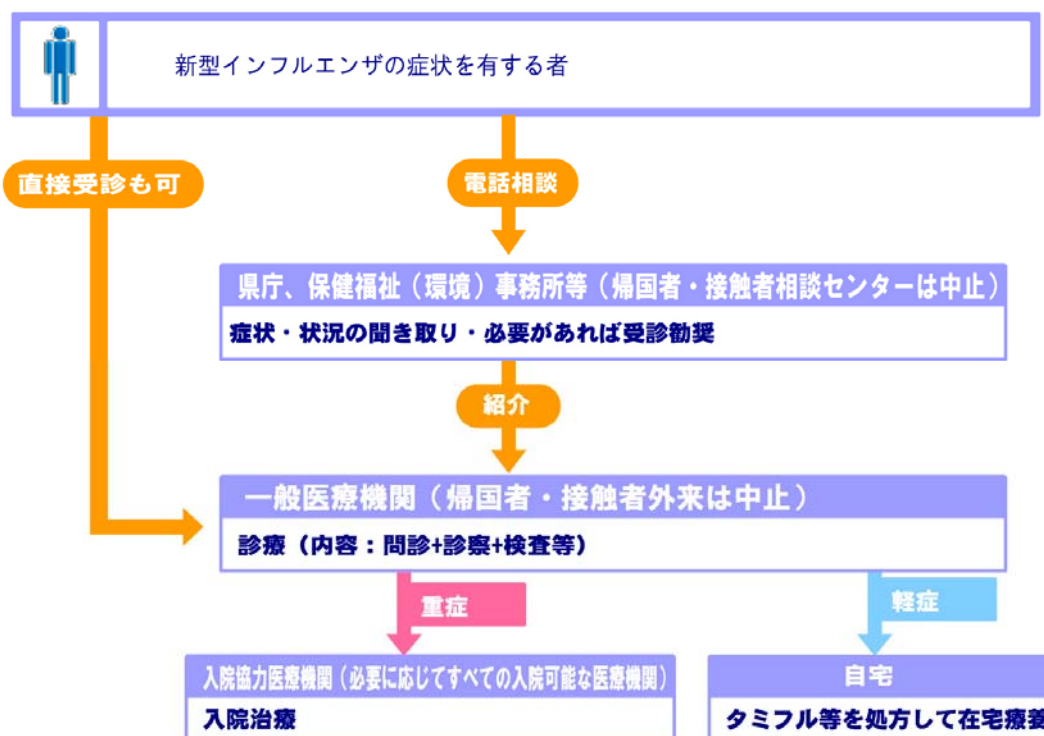 新型インフルエンザの症状を有する者
直接受診も可
電話相談
県庁、保健福祉（環境）事務所等（帰国者・接触者相談センターは中止）
症状・状況の聞き取り・必要があれば受診勧奨
紹介
一般医療機関（帰国者・接触者外来は中止）
診療（内容：問診+診察+検査等）
重症
軽症
入院協力医療機関（必要に応じてすべての入院可能な医療機関）
入院治療
自宅
タミフル等を処方して在宅療養